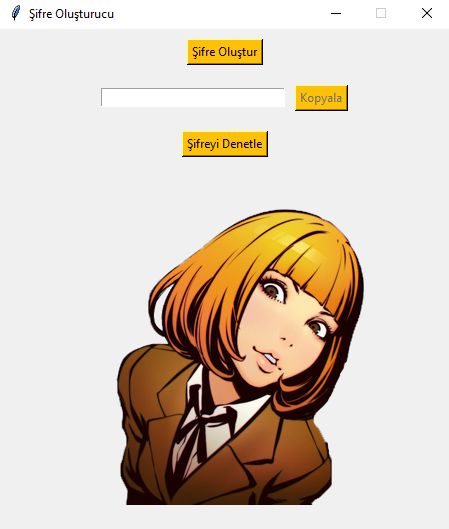 Şifre Oluşturucu
Şifre Oluştur
Kopyala
Şifreyi Denetle